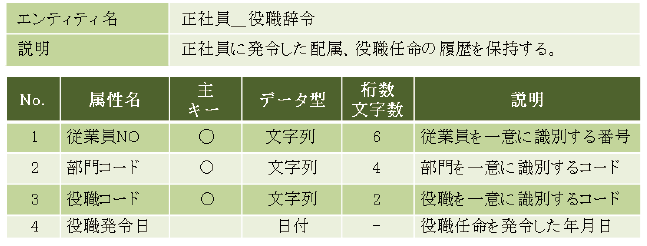 エンティティ名 正社員__役職辞令
説明 正社員に発令した配属、役職任命の履歴を保持する。
No. 属性名 主キー データ型 桁数文字数 説明
1 従業員NO ○ 文字列 6 従業員を一意に識別する番号
2 部門コード ○ 文字列 4 部門を一意に識別するコード
3 役職コード ○ 文字列 2 役職を一意に識別するコード
4 役職発令日 日付 - 役職任命を発令した年月日